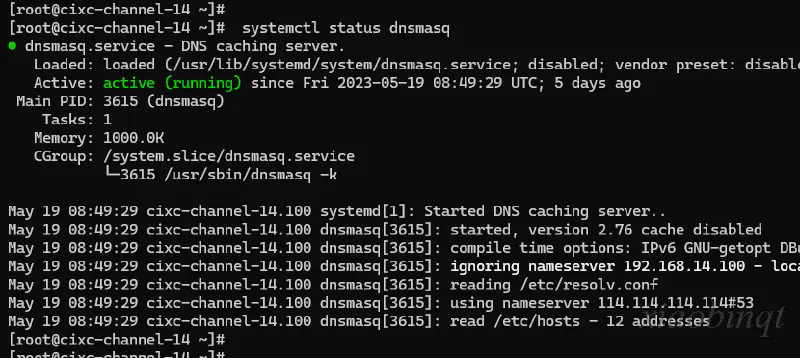 [root@cixc-channel-14 ~]#
[root@cixc-channel-14 ~]#  systemctl status dnsmasq
● dnsmasq.service - DNS caching server.
   Loaded: loaded (/usr/lib/systemd/system/dnsmasq.service; disabled; vendor preset: disabl
   Active: active (running) since Fri 2023-05-19 08:49:29 UTC; 5 days ago
 Main PID: 3615 (dnsmasq)
    Tasks: 1
   Memory: 1000.0K
   CGroup: /system.slice/dnsmasq.service
           └─3615 /usr/sbin/dnsmasq -k
May 19 08:49:29 cixc-channel-14.100 systemd[1]: Started DNS caching server..
May 19 08:49:29 cixc-channel-14.100 dnsmasq[3615]: started, version 2.76 cache disabled
May 19 08:49:29 cixc-channel-14.100 dnsmasq[3615]: compile time options: IPv6 GNU-getopt DBu
May 19 08:49:29 cixc-channel-14.100 dnsmasq[3615]: ignoring nameserver 192.168.14.100 - loca
May 19 08:49:29 cixc-channel-14.100 dnsmasq[3615]: reading /etc/resolv.conf
May 19 08:49:29 cixc-channel-14.100 dnsmasq[3615]: using nameserver 114.114.114.114#53
May 19 08:49:29 cixc-channel-14.100 dnsmasq[3615]: read /etc/hosts - 12 addresses
xiaobinqt
[root@cixc-channel-14 ~]#
[root@cixc-channel-14 ~]#